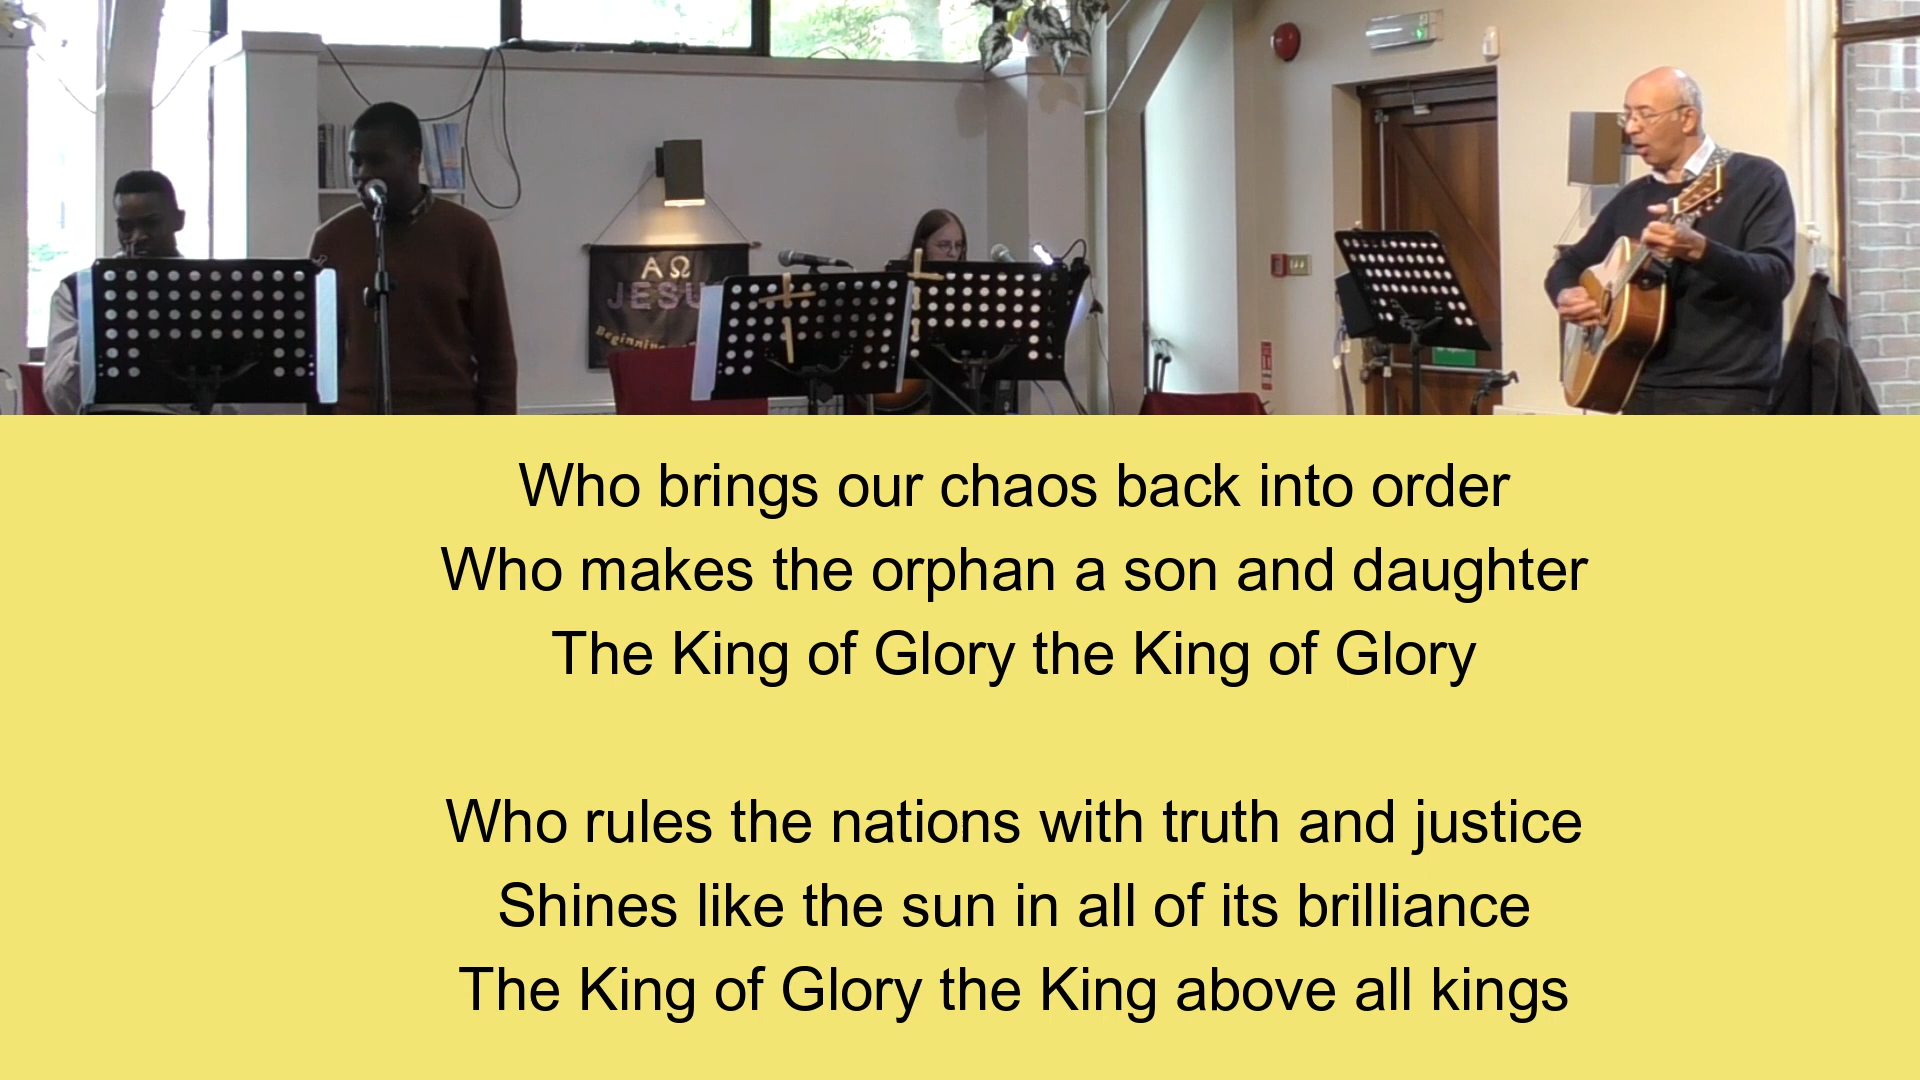 ΑΩ
JESU
Beginning
Who brings our chaos back into order
Who makes the orphan a son and daughter
The King of Glory the King of Glory
Who rules the nations with truth and justice
Shines like the sun in all of its brilliance
The King of Glory the King above all kings